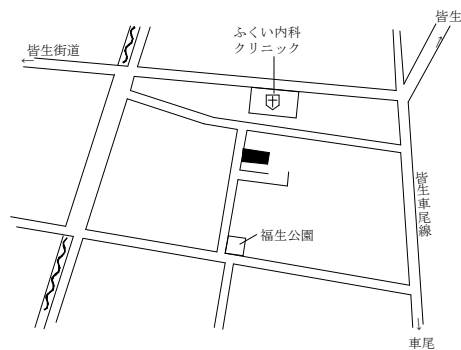 皆生
ふくい内科
クリニック
皆生街道
皆生車尾線
福生公園
車尾